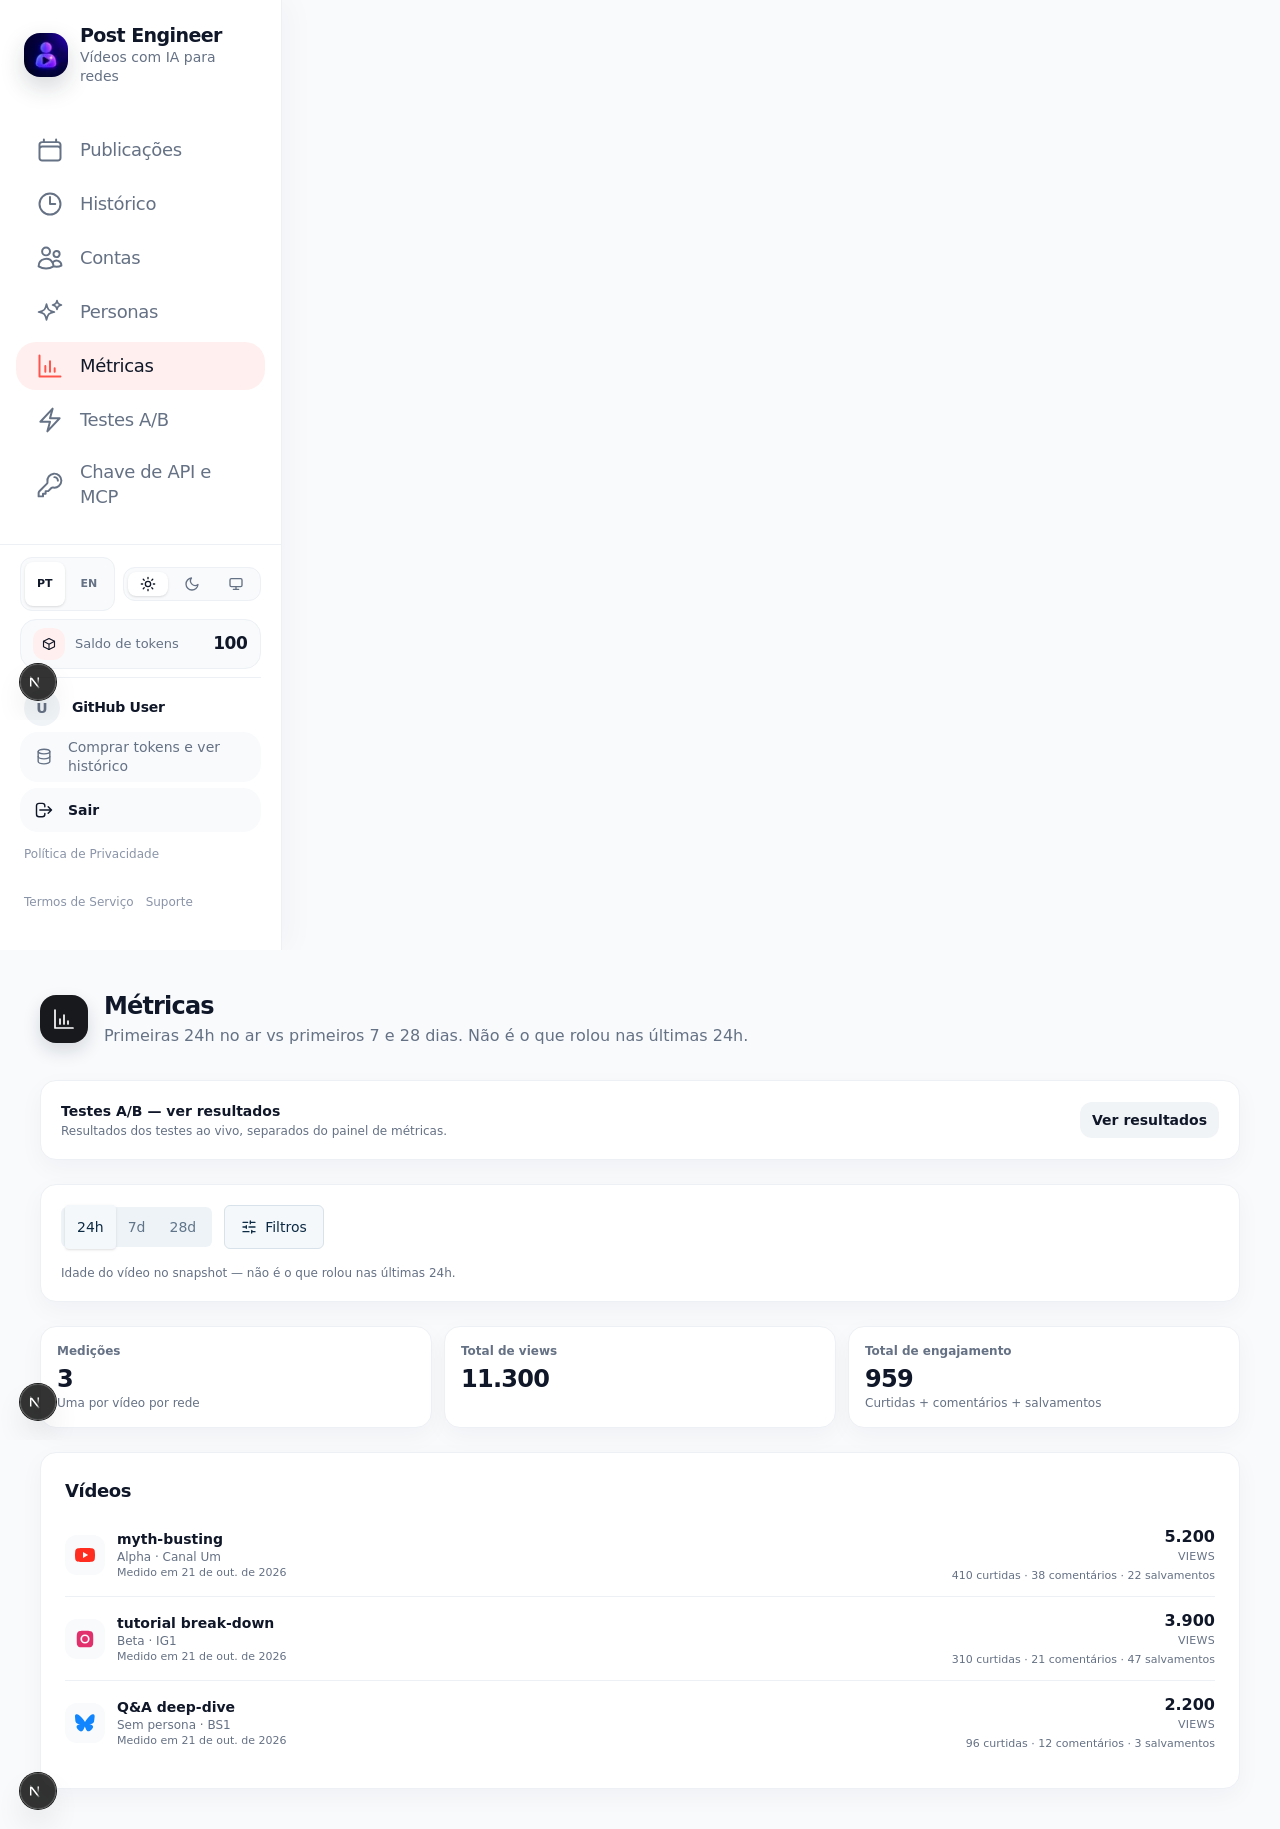 Post Engineer
Vídeos com IA para
redes
Publicações
Histórico
Contas
Personas
Métricas
Testes A/B
Chave de API e
MCP
PT EN
Saldo de tokens 100
N
U GitHub User
Comprar tokens e ver
histórico
Sair
Política de Privacidade
Termos de Serviço Suporte
Métricas
Primeiras 24h no ar vs primeiros 7 e 28 dias. Não é o que rolou nas últimas 24h.
Testes A/B — ver resultados
Resultados dos testes ao vivo, separados do painel de métricas.
Ver resultados
24h 7d 28d Filtros
Idade do vídeo no snapshot — não é o que rolou nas últimas 24h.
Medições
3
Uma por vídeo por rede
Total de views
11.300
Total de engajamento
959
Curtidas + comentários + salvamentos
N
Vídeos
myth-busting
Alpha · Canal Um
Medido em 21 de out. de 2026
5.200
VIEWS
410 curtidas · 38 comentários · 22 salvamentos
tutorial break-down
Beta · IG1
Medido em 21 de out. de 2026
3.900
VIEWS
310 curtidas · 21 comentários · 47 salvamentos
Q&A deep-dive
Sem persona · BS1
Medido em 21 de out. de 2026
2.200
VIEWS
96 curtidas · 12 comentários · 3 salvamentos
N